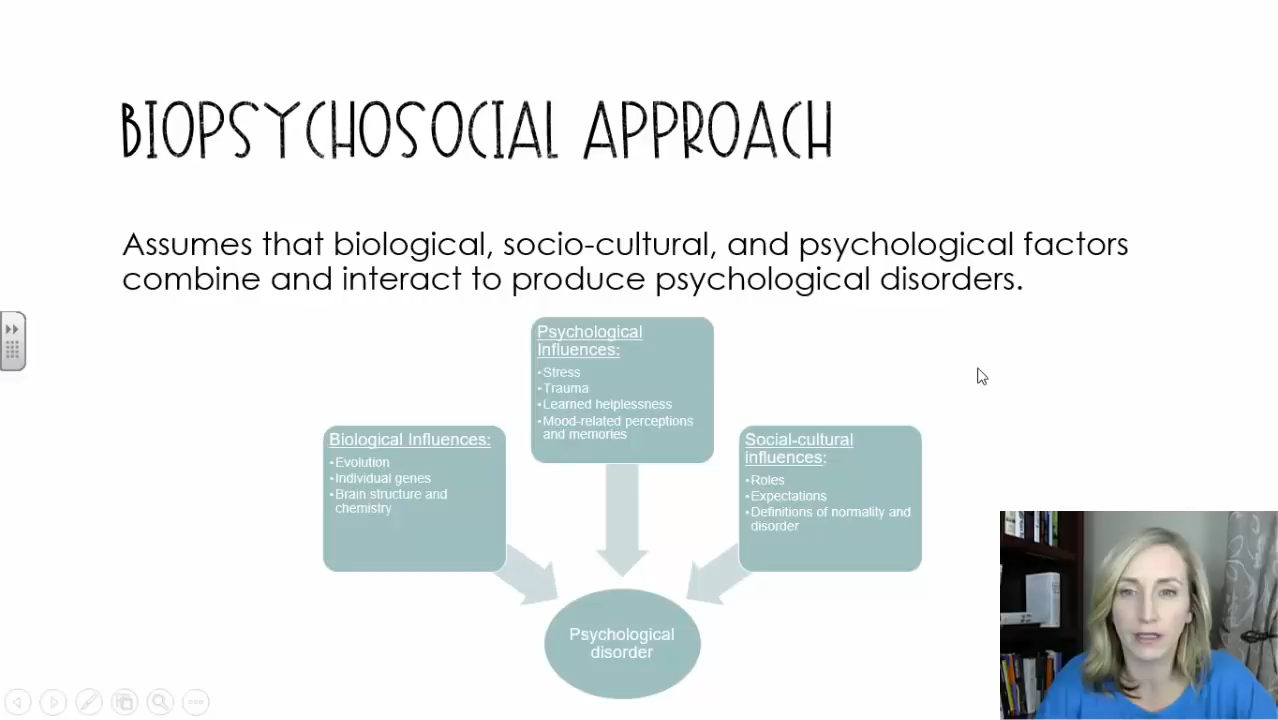 BIOPSYCHOSOCIAL APPROACH
Assumes that biological, socio-cultural, and psychological factors
combine and interact to produce psychological disorders.
Psychological
Influences:
•Stress
•Trauma
•Learned helplessness
•Mood-related perceptions
and memories
Biological Influences:
•Evolution
•Individual genes
•Brain structure and
chemistry
Social-cultural
influences:
•Roles
•Expectations
•Definitions of normality and
disorder
Psychological
disorder